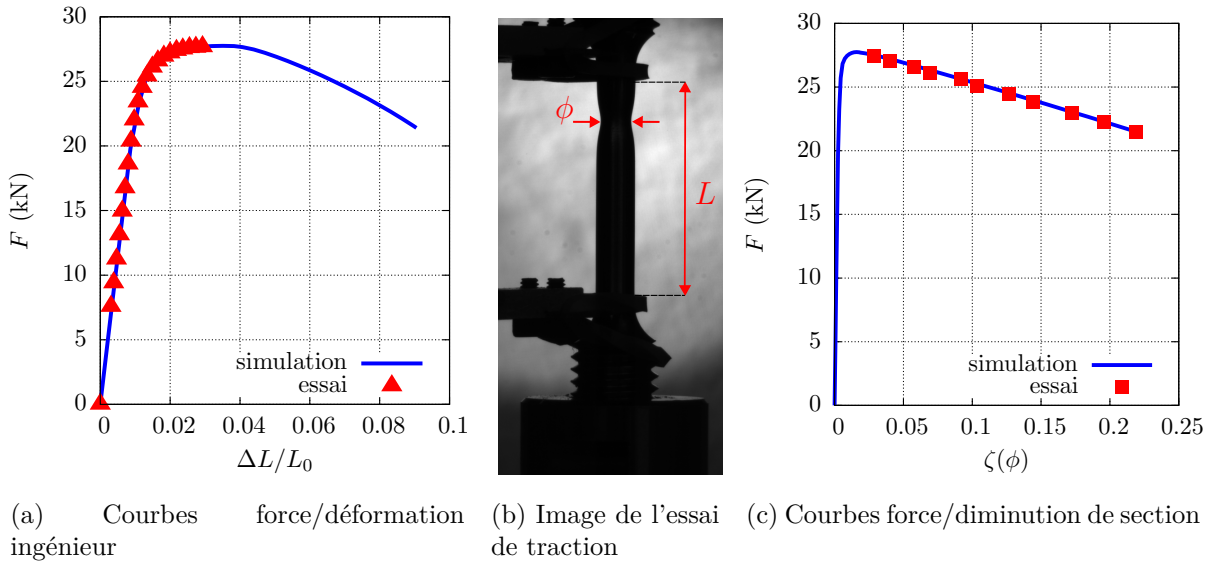 30
25
20
15
10
5
0
F (kN)
simulation
essai
0 0.02 0.04 0.06 0.08 0.1
ΔL/L₀
ϕ
L
30
25
20
15
10
5
0
F (kN)
simulation
essai
0 0.05 0.1 0.15 0.2 0.25
ζ(ϕ)
(a) Courbes force/déformation
ingénieur
(b) Image de l'essai
de traction
(c) Courbes force/diminution de section